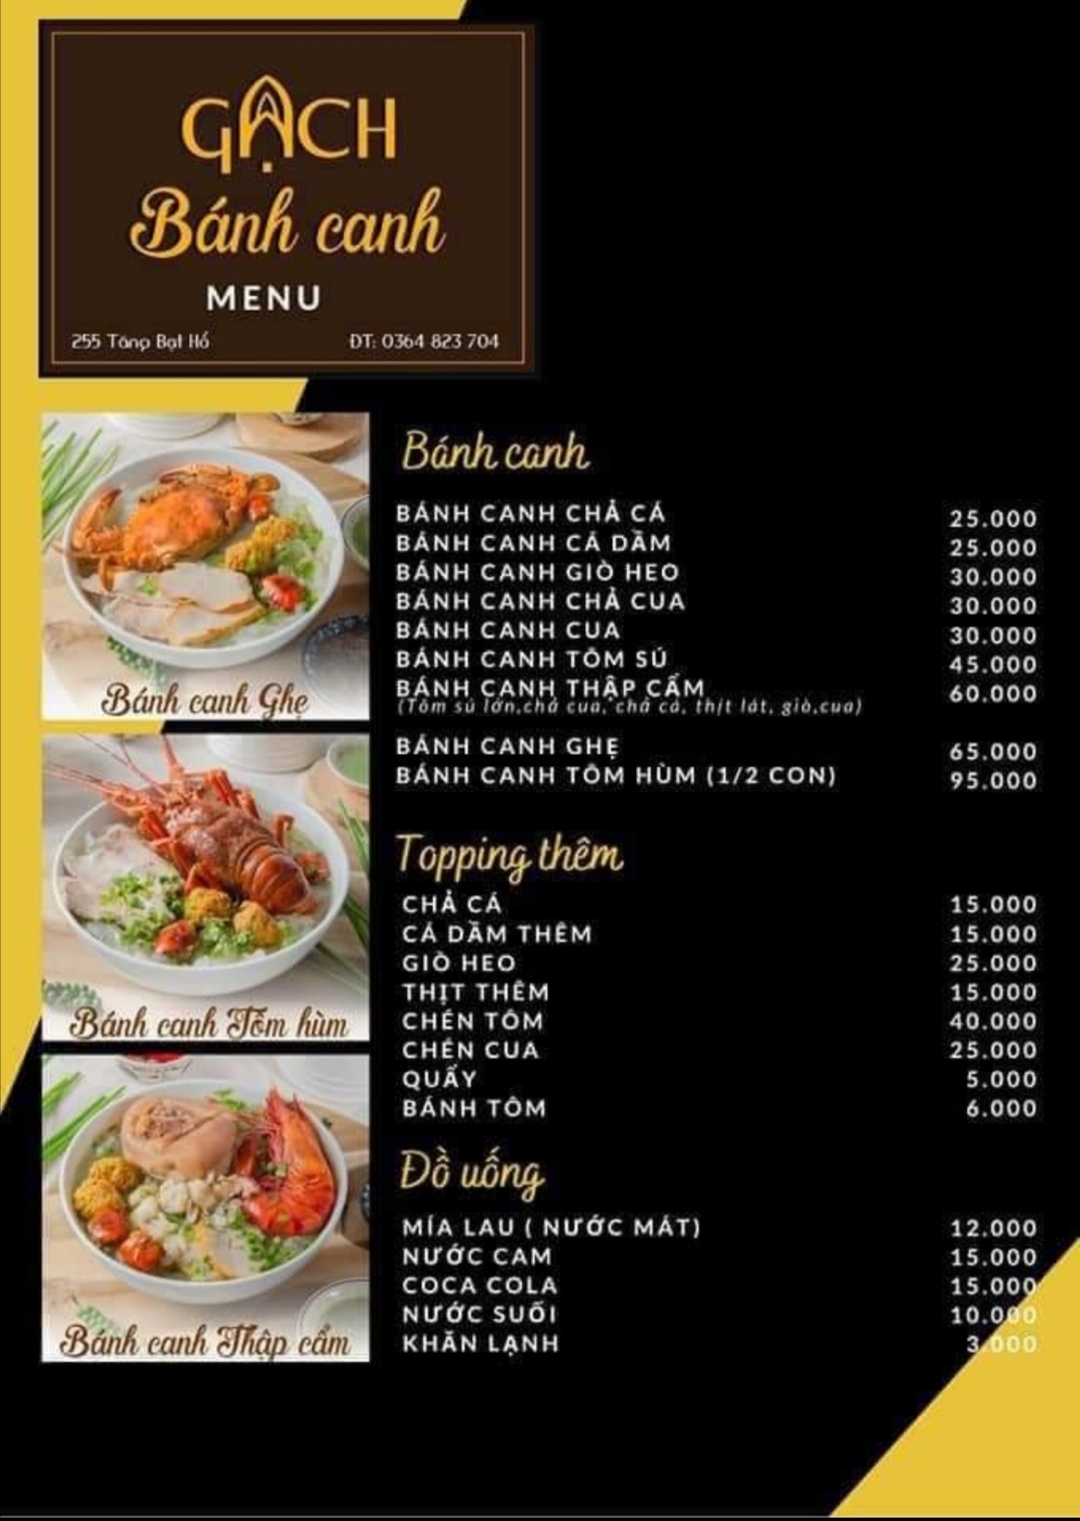 GẠCH
Bánh canh
MENU
255 Tăng Bạt Hổ ĐT: 0364 823 704
Bánh canh
BÁNH CANH CHẢ CÁ 25.000
BÁNH CANH CÁ DẦM 25.000
BÁNH CANH GIÒ HEO 30.000
BÁNH CANH CHẢ CUA 30.000
BÁNH CANH CUA 30.000
BÁNH CANH TÔM SÚ 45.000
BÁNH CANH THẬP CẨM 60.000
(Tôm sú lớn,chả cua, chả cá, thịt lát, giò,cua)
BÁNH CANH GHẸ 65.000
BÁNH CANH TÔM HÙM (1/2 CON) 95.000
Bánh canh Ghẹ
Bánh canh Tôm hùm
Bánh canh Thập cẩm
Topping thêm
CHẢ CÁ 15.000
CÁ DẦM THÊM 15.000
GIÒ HEO 25.000
THỊT THÊM 15.000
CHÉN TÔM 40.000
CHÉN CUA 25.000
QUẨY 5.000
BÁNH TÔM 6.000
Đồ uống
MÍA LAU ( NƯỚC MÁT) 12.000
NƯỚC CAM 15.000
COCA COLA 15.000
NƯỚC SUỐI 10.000
KHĂN LẠNH 3.000